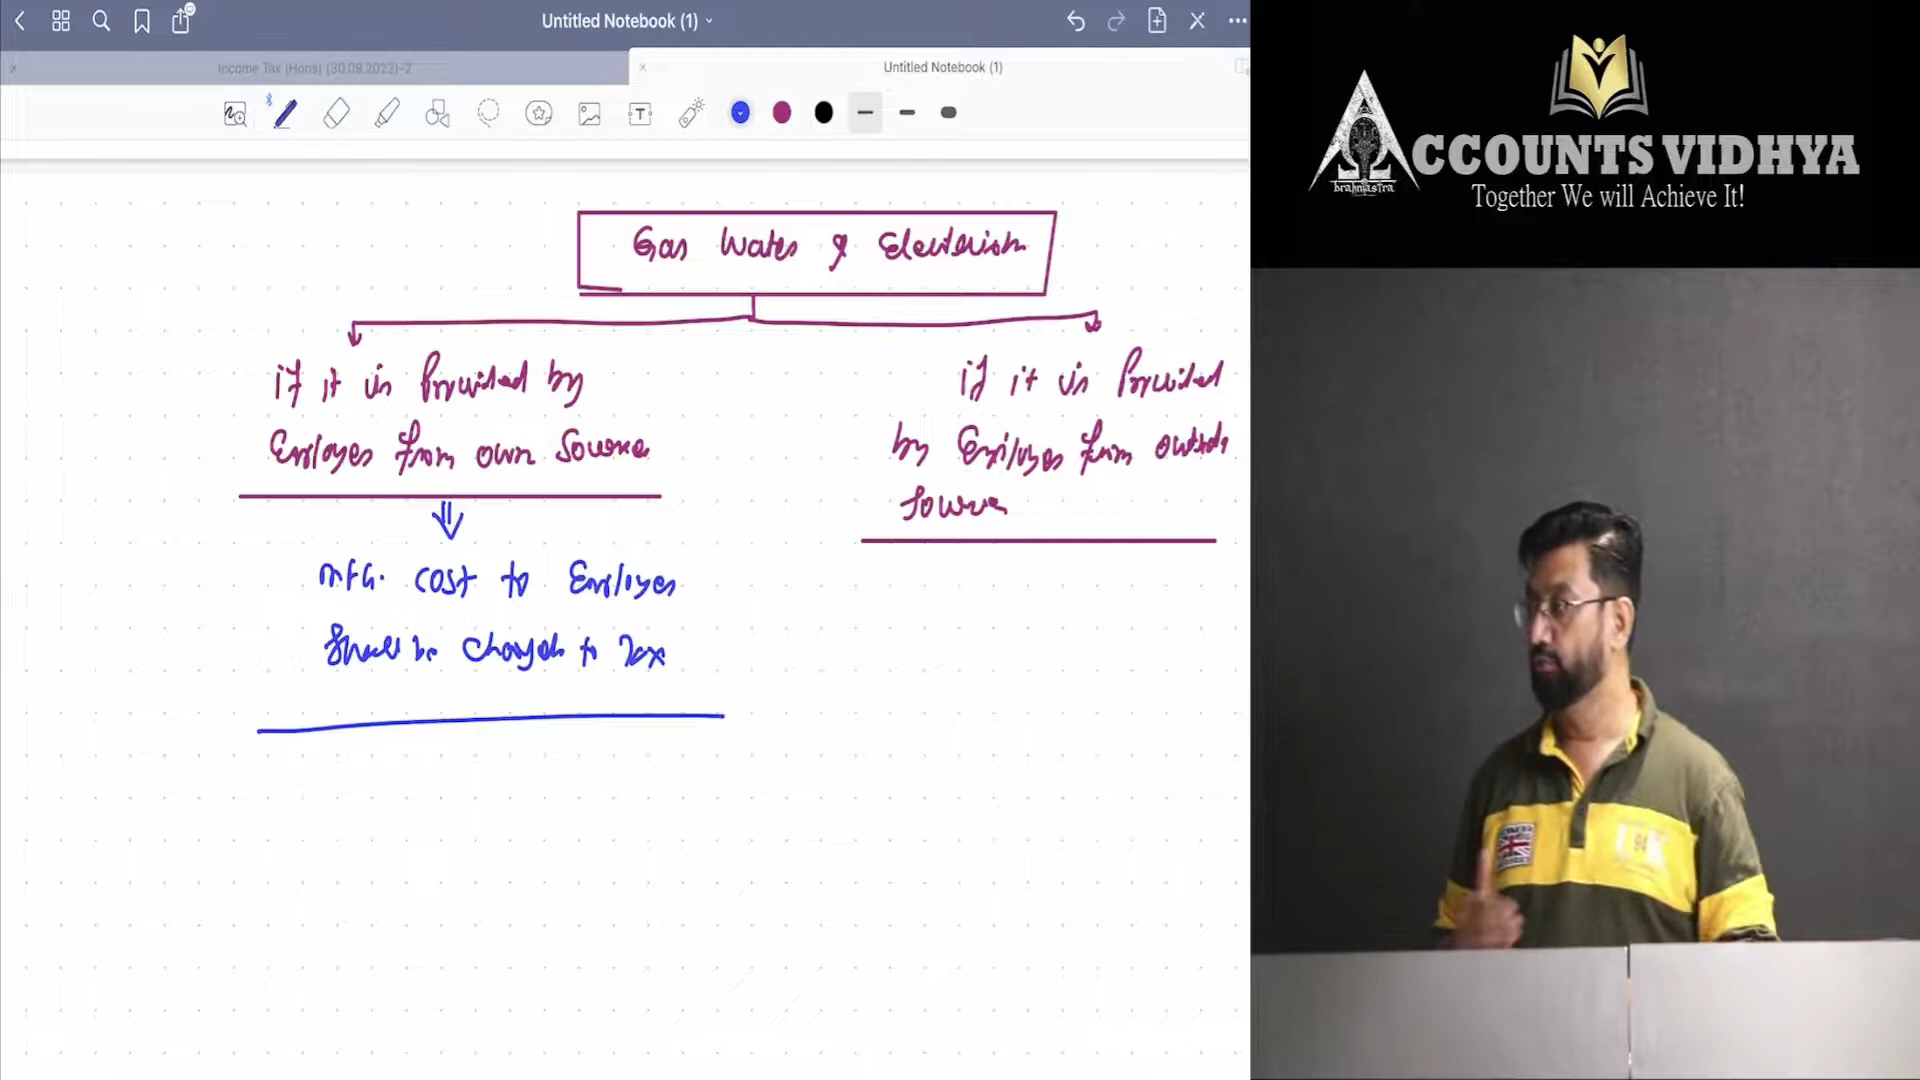 Untitled Notebook (1)
Income Tax (Hons) (30.09.2022)-2
Untitled Notebook (1)
Gas Water & Electricity
if it is Provided by
Employer from own Source
if it is Provided
by Employer from outside
Source
MFG. COST to Employer
Shall be Chargeable to Tax
ACCOUNTS VIDHYA
brahmastra
Together We will Achieve It!